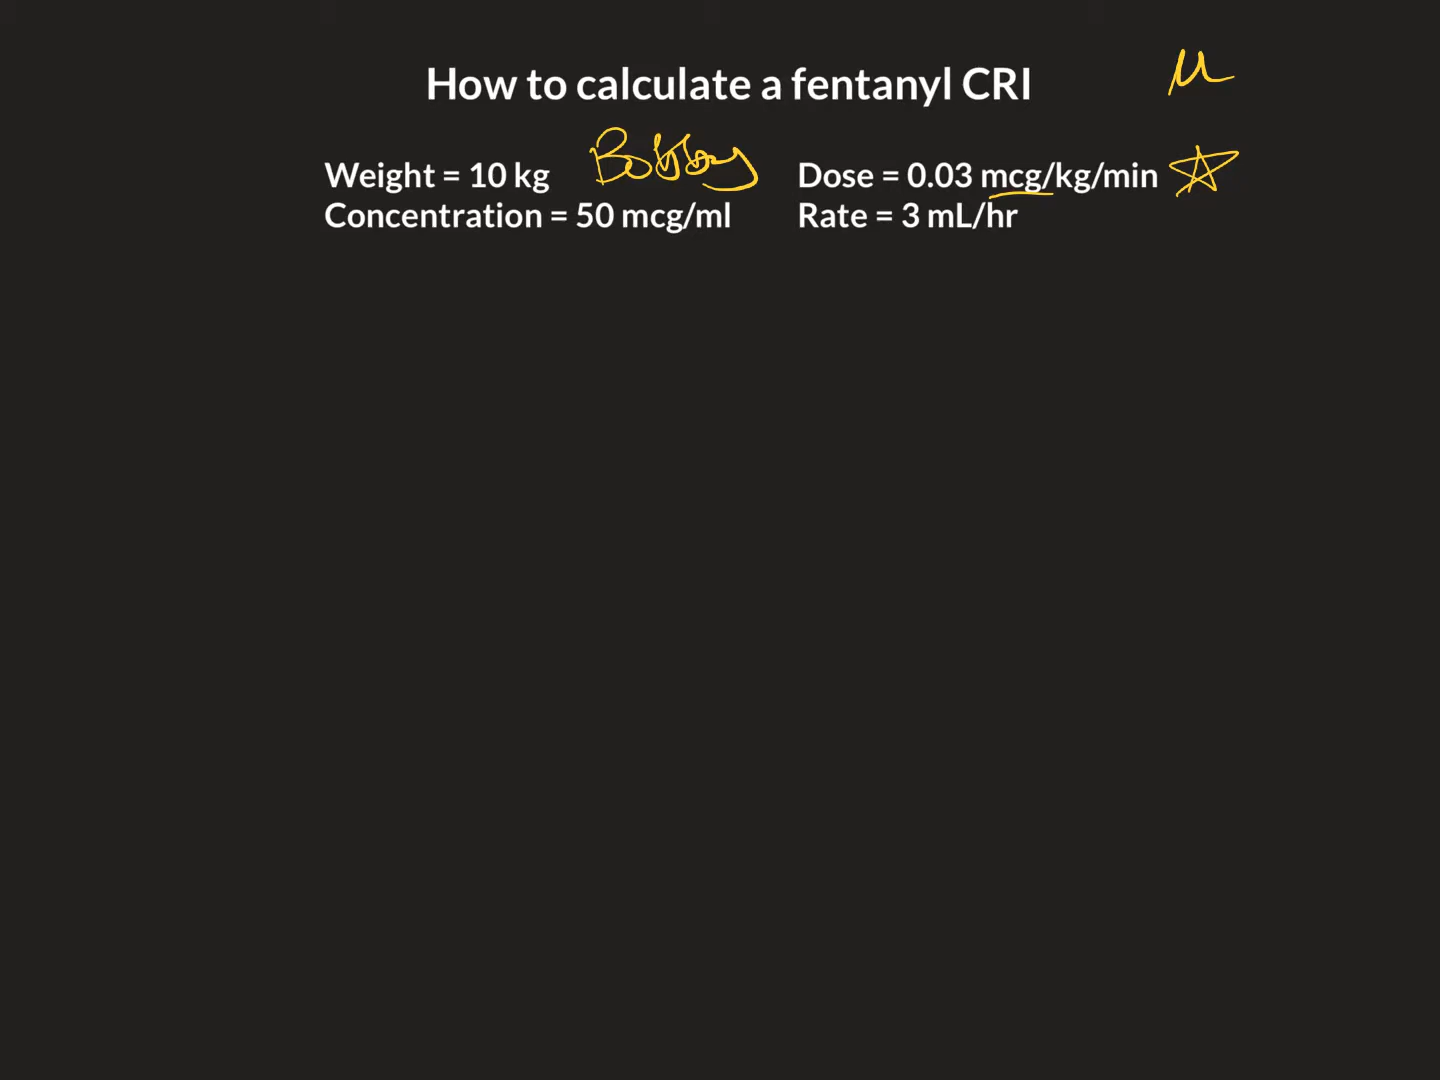 How to calculate a fentanyl CRI
μ
Weight = 10 kg
Bobby
Dose = 0.03 mcg/kg/min
Concentration = 50 mcg/ml
Rate = 3 mL/hr